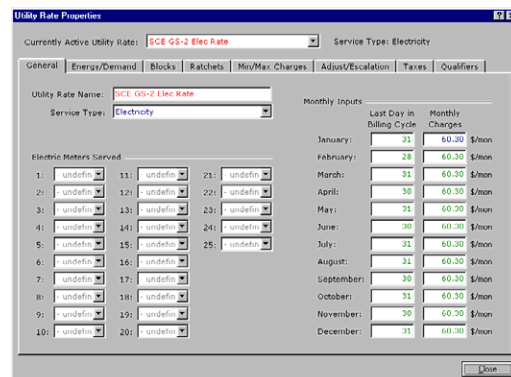 Utility Rate Properties
Currently Active Utility Rate: SCE GS-2 Elec Rate Service Type: Electricity
General Energy/Demand Blocks Ratchets Min/Max Charges Adjust/Escalation Taxes Qualifiers
Utility Rate Name: SCE GS-2 Elec Rate
Service Type: Electricity
Electric Meters Served
1: - undefin 11: - undefin 21: - undefin
2: - undefin 12: - undefin 22: - undefin
3: - undefin 13: - undefin 23: - undefin
4: - undefin 14: - undefin 24: - undefin
5: - undefin 15: - undefin 25: - undefin
6: - undefin 16: - undefin
7: - undefin 17: - undefin
8: - undefin 18: - undefin
9: - undefin 19: - undefin
10: - undefin 20: - undefin
Monthly Inputs
Last Day in Monthly
Billing Cycle Charges
January: 31 60.30 $/mon
February: 28 60.30 $/mon
March: 31 60.30 $/mon
April: 30 60.30 $/mon
May: 31 60.30 $/mon
June: 30 60.30 $/mon
July: 31 60.30 $/mon
August: 31 60.30 $/mon
September: 30 60.30 $/mon
October: 31 60.30 $/mon
November: 30 60.30 $/mon
December: 31 60.30 $/mon
Close